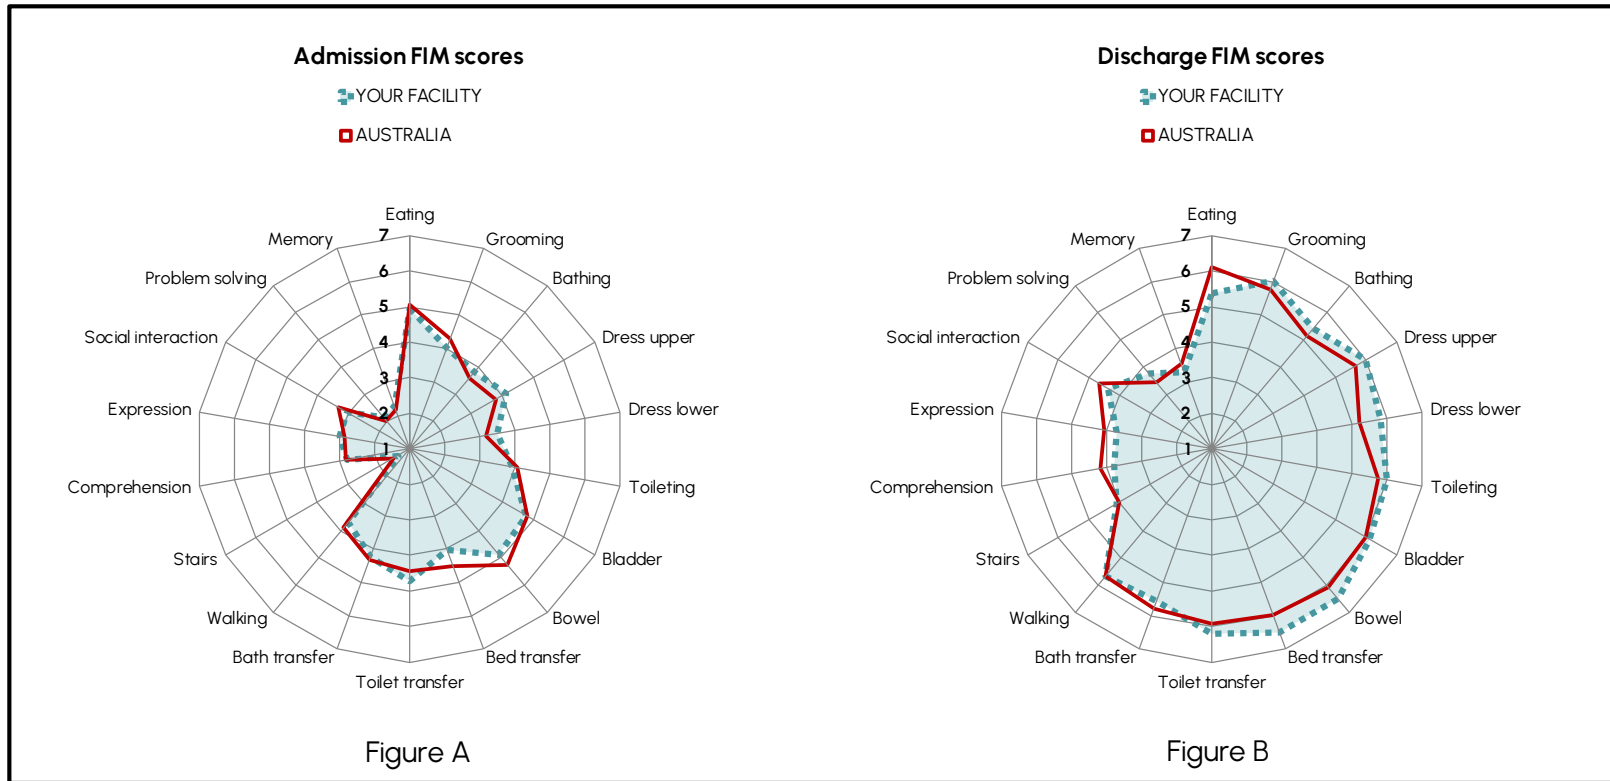 Admission FIM scores
YOUR FACILITY
AUSTRALIA
Eating
Grooming
Bathing
Dress upper
Dress lower
Toileting
Bladder
Bowel
Bed transfer
Toilet transfer
Bath transfer
Walking
Stairs
Comprehension
Expression
Social interaction
Problem solving
Memory
7
6
5
4
3
2
1
Figure A
Discharge FIM scores
YOUR FACILITY
AUSTRALIA
Eating
Grooming
Bathing
Dress upper
Dress lower
Toileting
Bladder
Bowel
Bed transfer
Toilet transfer
Bath transfer
Walking
Stairs
Comprehension
Expression
Social interaction
Problem solving
Memory
7
6
5
4
3
2
1
Figure B